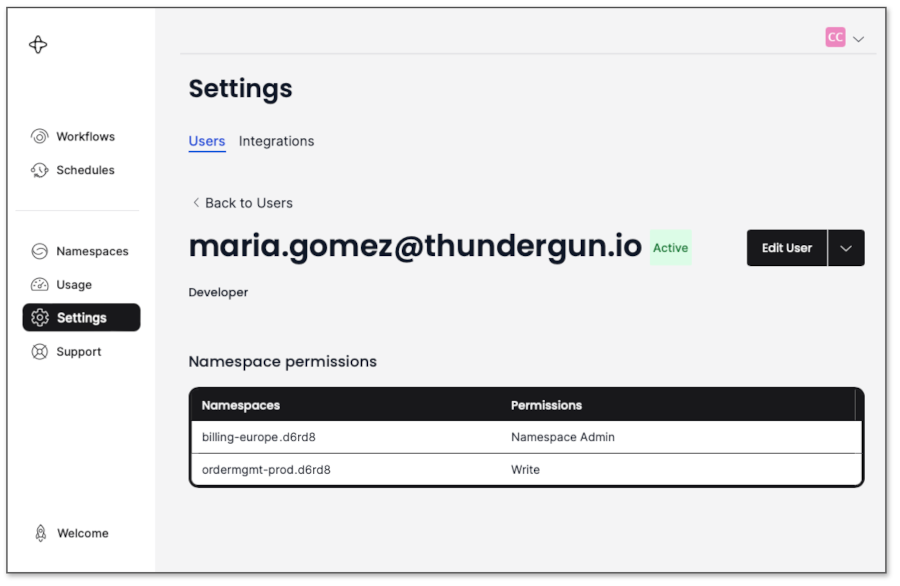 CC
Settings
Workflows
Users Integrations
Schedules
Back to Users
maria.gomez@thundergun.io Active Edit User
Namespaces
Usage
Developer
Settings
Support
Namespace permissions
Namespaces Permissions
billing-europe.d6rd8 Namespace Admin
ordermgmt-prod.d6rd8 Write
Welcome